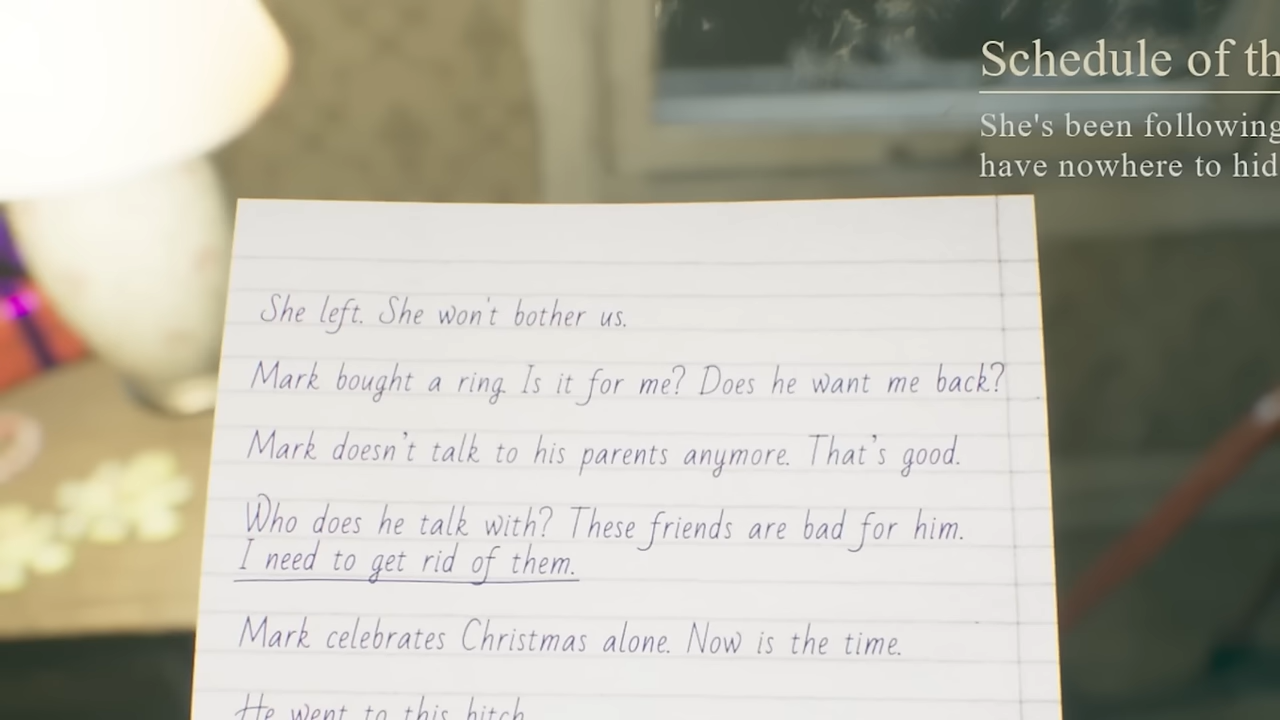 Schedule of th
She's been following
have nowhere to hid
She left. She won't bother us.
Mark bought a ring. Is it for me? Does he want me back?
Mark doesn't talk to his parents anymore. That's good.
Who does he talk with? These friends are bad for him.
I need to get rid of them.
Mark celebrates Christmas alone. Now is the time.
He went to this bitch